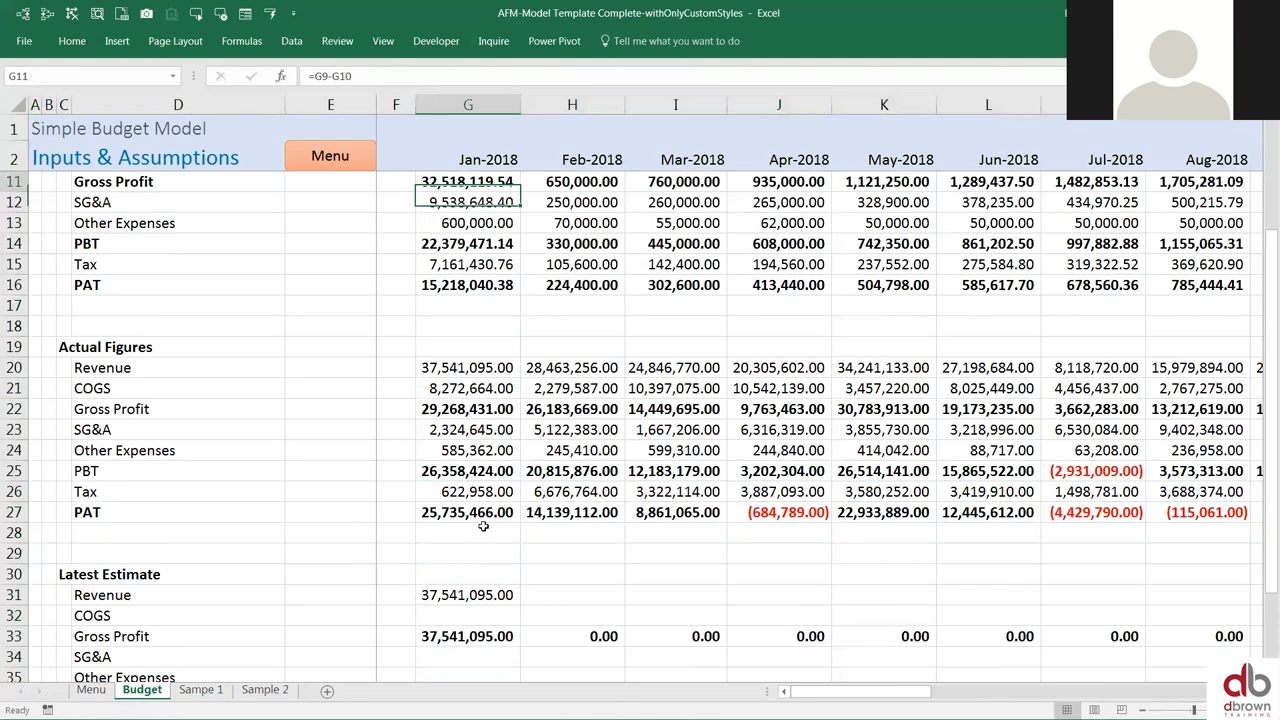 AFM-Model Template Complete-withOnlyCustomStyles - Excel
File Home Insert Page Layout Formulas Data Review View Developer Inquire Power Pivot Tell me what you want to do
G11 fx =G9-G10
A B C D E F G H I J K L
1 Simple Budget Model
2 Inputs & Assumptions Menu Jan-2018 Feb-2018 Mar-2018 Apr-2018 May-2018 Jun-2018 Jul-2018 Aug-2018
11 Gross Profit 32,518,119.54 650,000.00 760,000.00 935,000.00 1,121,250.00 1,289,437.50 1,482,853.13 1,705,281.09
12 SG&A 9,538,648.40 250,000.00 260,000.00 265,000.00 328,900.00 378,235.00 434,970.25 500,215.79
13 Other Expenses 600,000.00 70,000.00 55,000.00 62,000.00 50,000.00 50,000.00 50,000.00 50,000.00
14 PBT 22,379,471.14 330,000.00 445,000.00 608,000.00 742,350.00 861,202.50 997,882.88 1,155,065.31
15 Tax 7,161,430.76 105,600.00 142,400.00 194,560.00 237,552.00 275,584.80 319,322.52 369,620.90
16 PAT 15,218,040.38 224,400.00 302,600.00 413,440.00 504,798.00 585,617.70 678,560.36 785,444.41
17
18
19 Actual Figures
20 Revenue 37,541,095.00 28,463,256.00 24,846,770.00 20,305,602.00 34,241,133.00 27,198,684.00 8,118,720.00 15,979,894.00 2
21 COGS 8,272,664.00 2,279,587.00 10,397,075.00 10,542,139.00 3,457,220.00 8,025,449.00 4,456,437.00 2,767,275.00
22 Gross Profit 29,268,431.00 26,183,669.00 14,449,695.00 9,763,463.00 30,783,913.00 19,173,235.00 3,662,283.00 13,212,619.00 1
23 SG&A 2,324,645.00 5,122,383.00 1,667,206.00 6,316,319.00 3,855,730.00 3,218,996.00 6,530,084.00 9,402,348.00
24 Other Expenses 585,362.00 245,410.00 599,310.00 244,840.00 414,042.00 88,717.00 63,208.00 236,958.00
25 PBT 26,358,424.00 20,815,876.00 12,183,179.00 3,202,304.00 26,514,141.00 15,865,522.00 (2,931,009.00) 3,573,313.00 1
26 Tax 622,958.00 6,676,764.00 3,322,114.00 3,887,093.00 3,580,252.00 3,419,910.00 1,498,781.00 3,688,374.00
27 PAT 25,735,466.00 14,139,112.00 8,861,065.00 (684,789.00) 22,933,889.00 12,445,612.00 (4,429,790.00) (115,061.00)
28
29
30 Latest Estimate
31 Revenue 37,541,095.00
32 COGS
33 Gross Profit 37,541,095.00 0.00 0.00 0.00 0.00 0.00 0.00 0.00
34 SG&A
35 Other Expenses
Menu Budget Sampe 1 Sample 2
Ready
db
dbrown
TRAINING